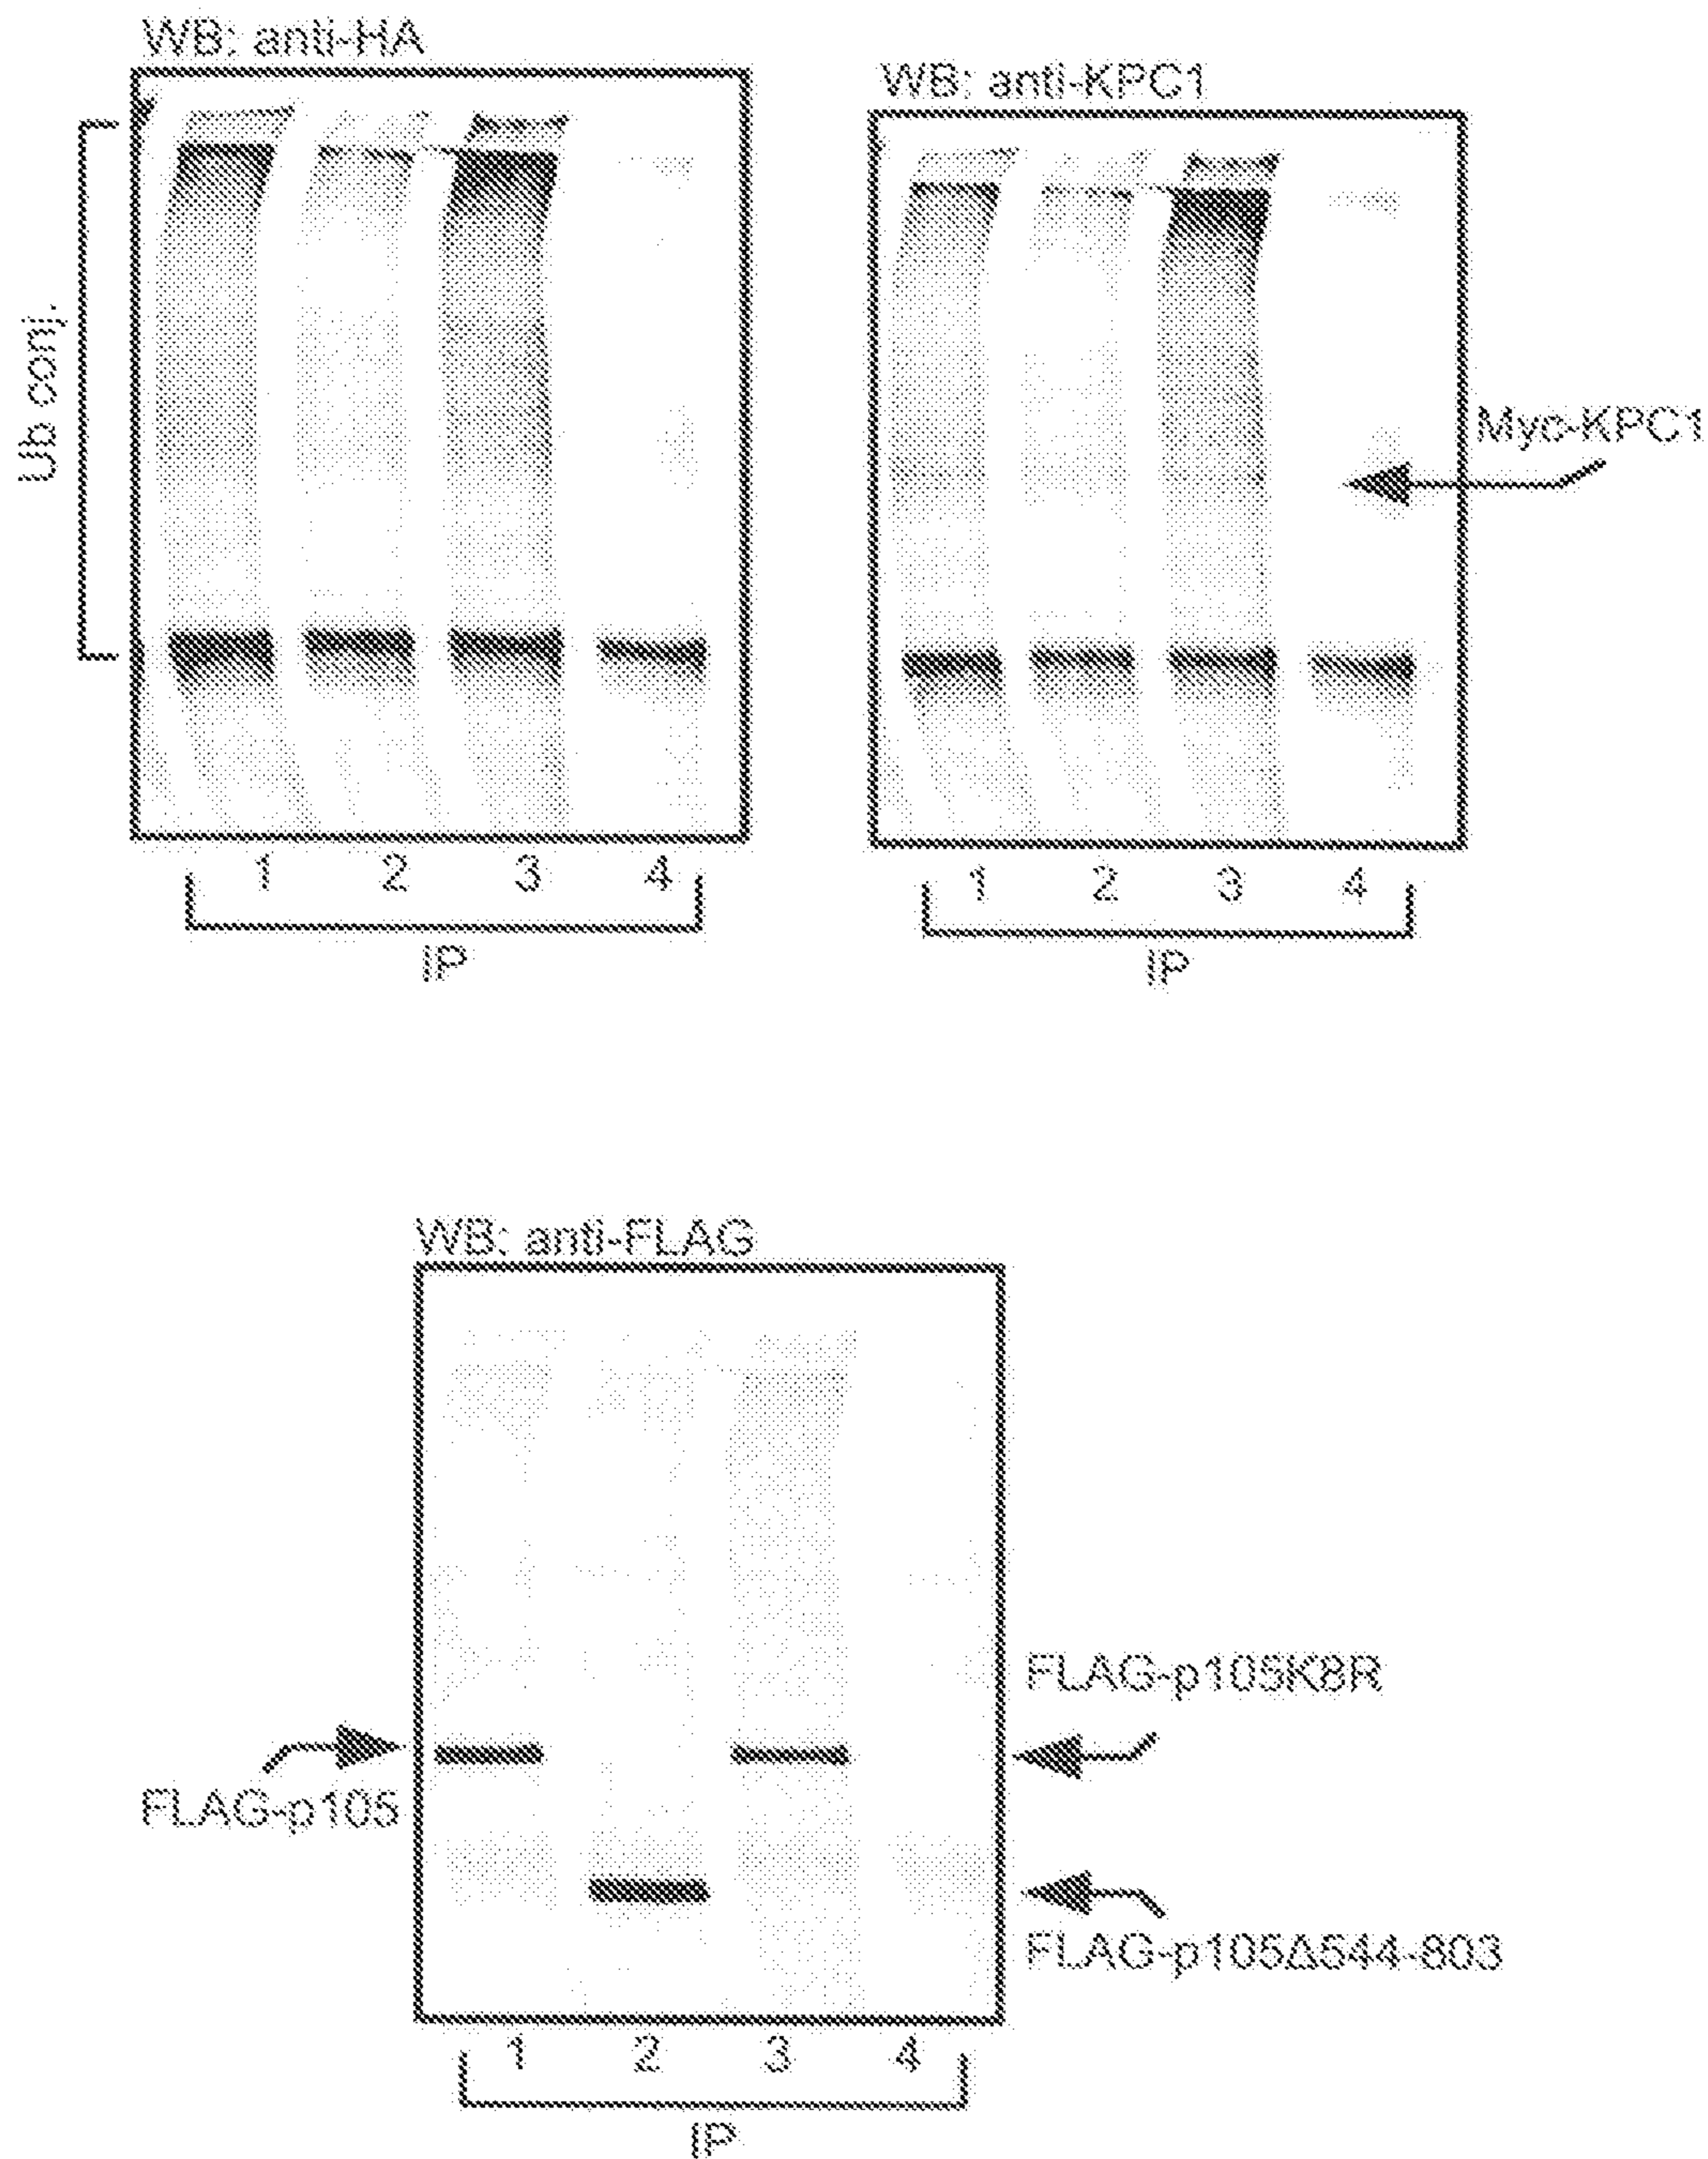 WB: anti-HA
WB: anti-KPC1
Ub conj.
Myc-KPC1
1 2 3 4
IP
1 2 3 4
IP
WB: anti-FLAG
FLAG-p105K8R
FLAG-p105
FLAG-p105Δ544-803
1 2 3 4
IP